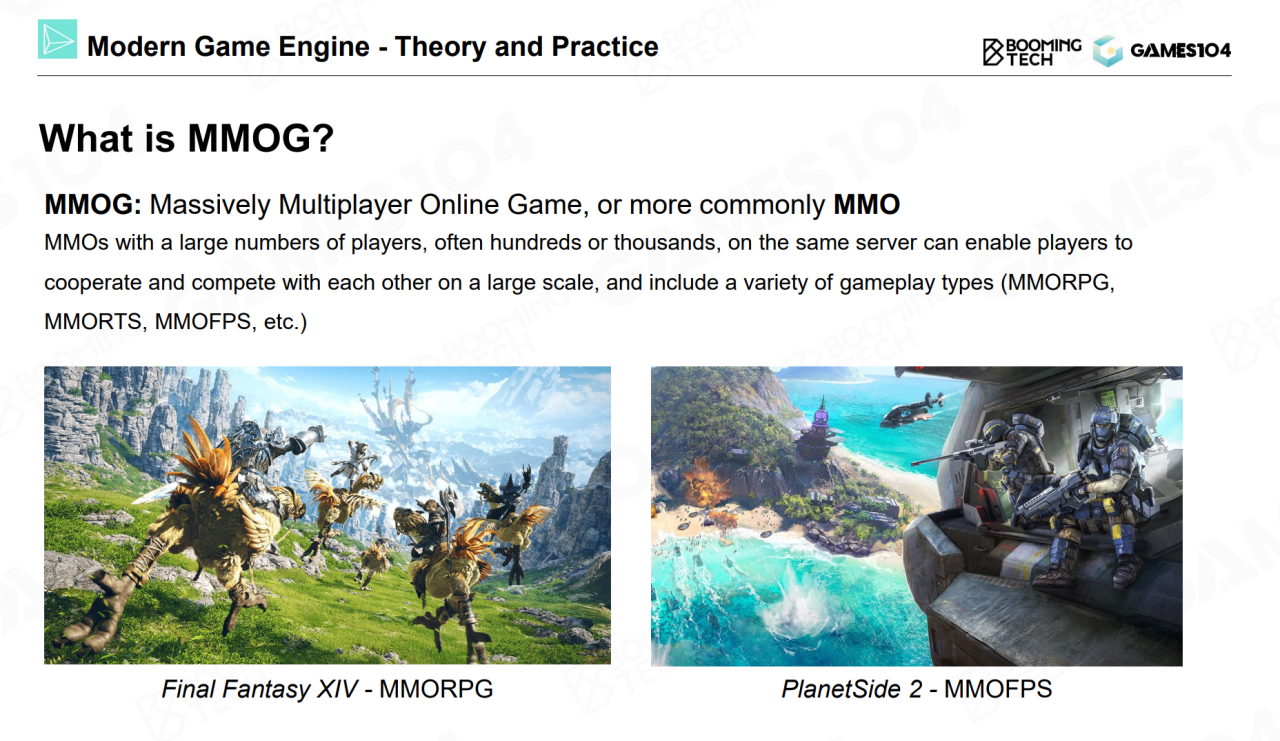 Modern Game Engine - Theory and Practice
BOOMING
TECH
GAMES104
What is MMOG?
MMOG: Massively Multiplayer Online Game, or more commonly MMO
MMOs with a large numbers of players, often hundreds or thousands, on the same server can enable players to
cooperate and compete with each other on a large scale, and include a variety of gameplay types (MMORPG,
MMORTS, MMOFPS, etc.)
Final Fantasy XIV - MMORPG
PlanetSide 2 - MMOFPS